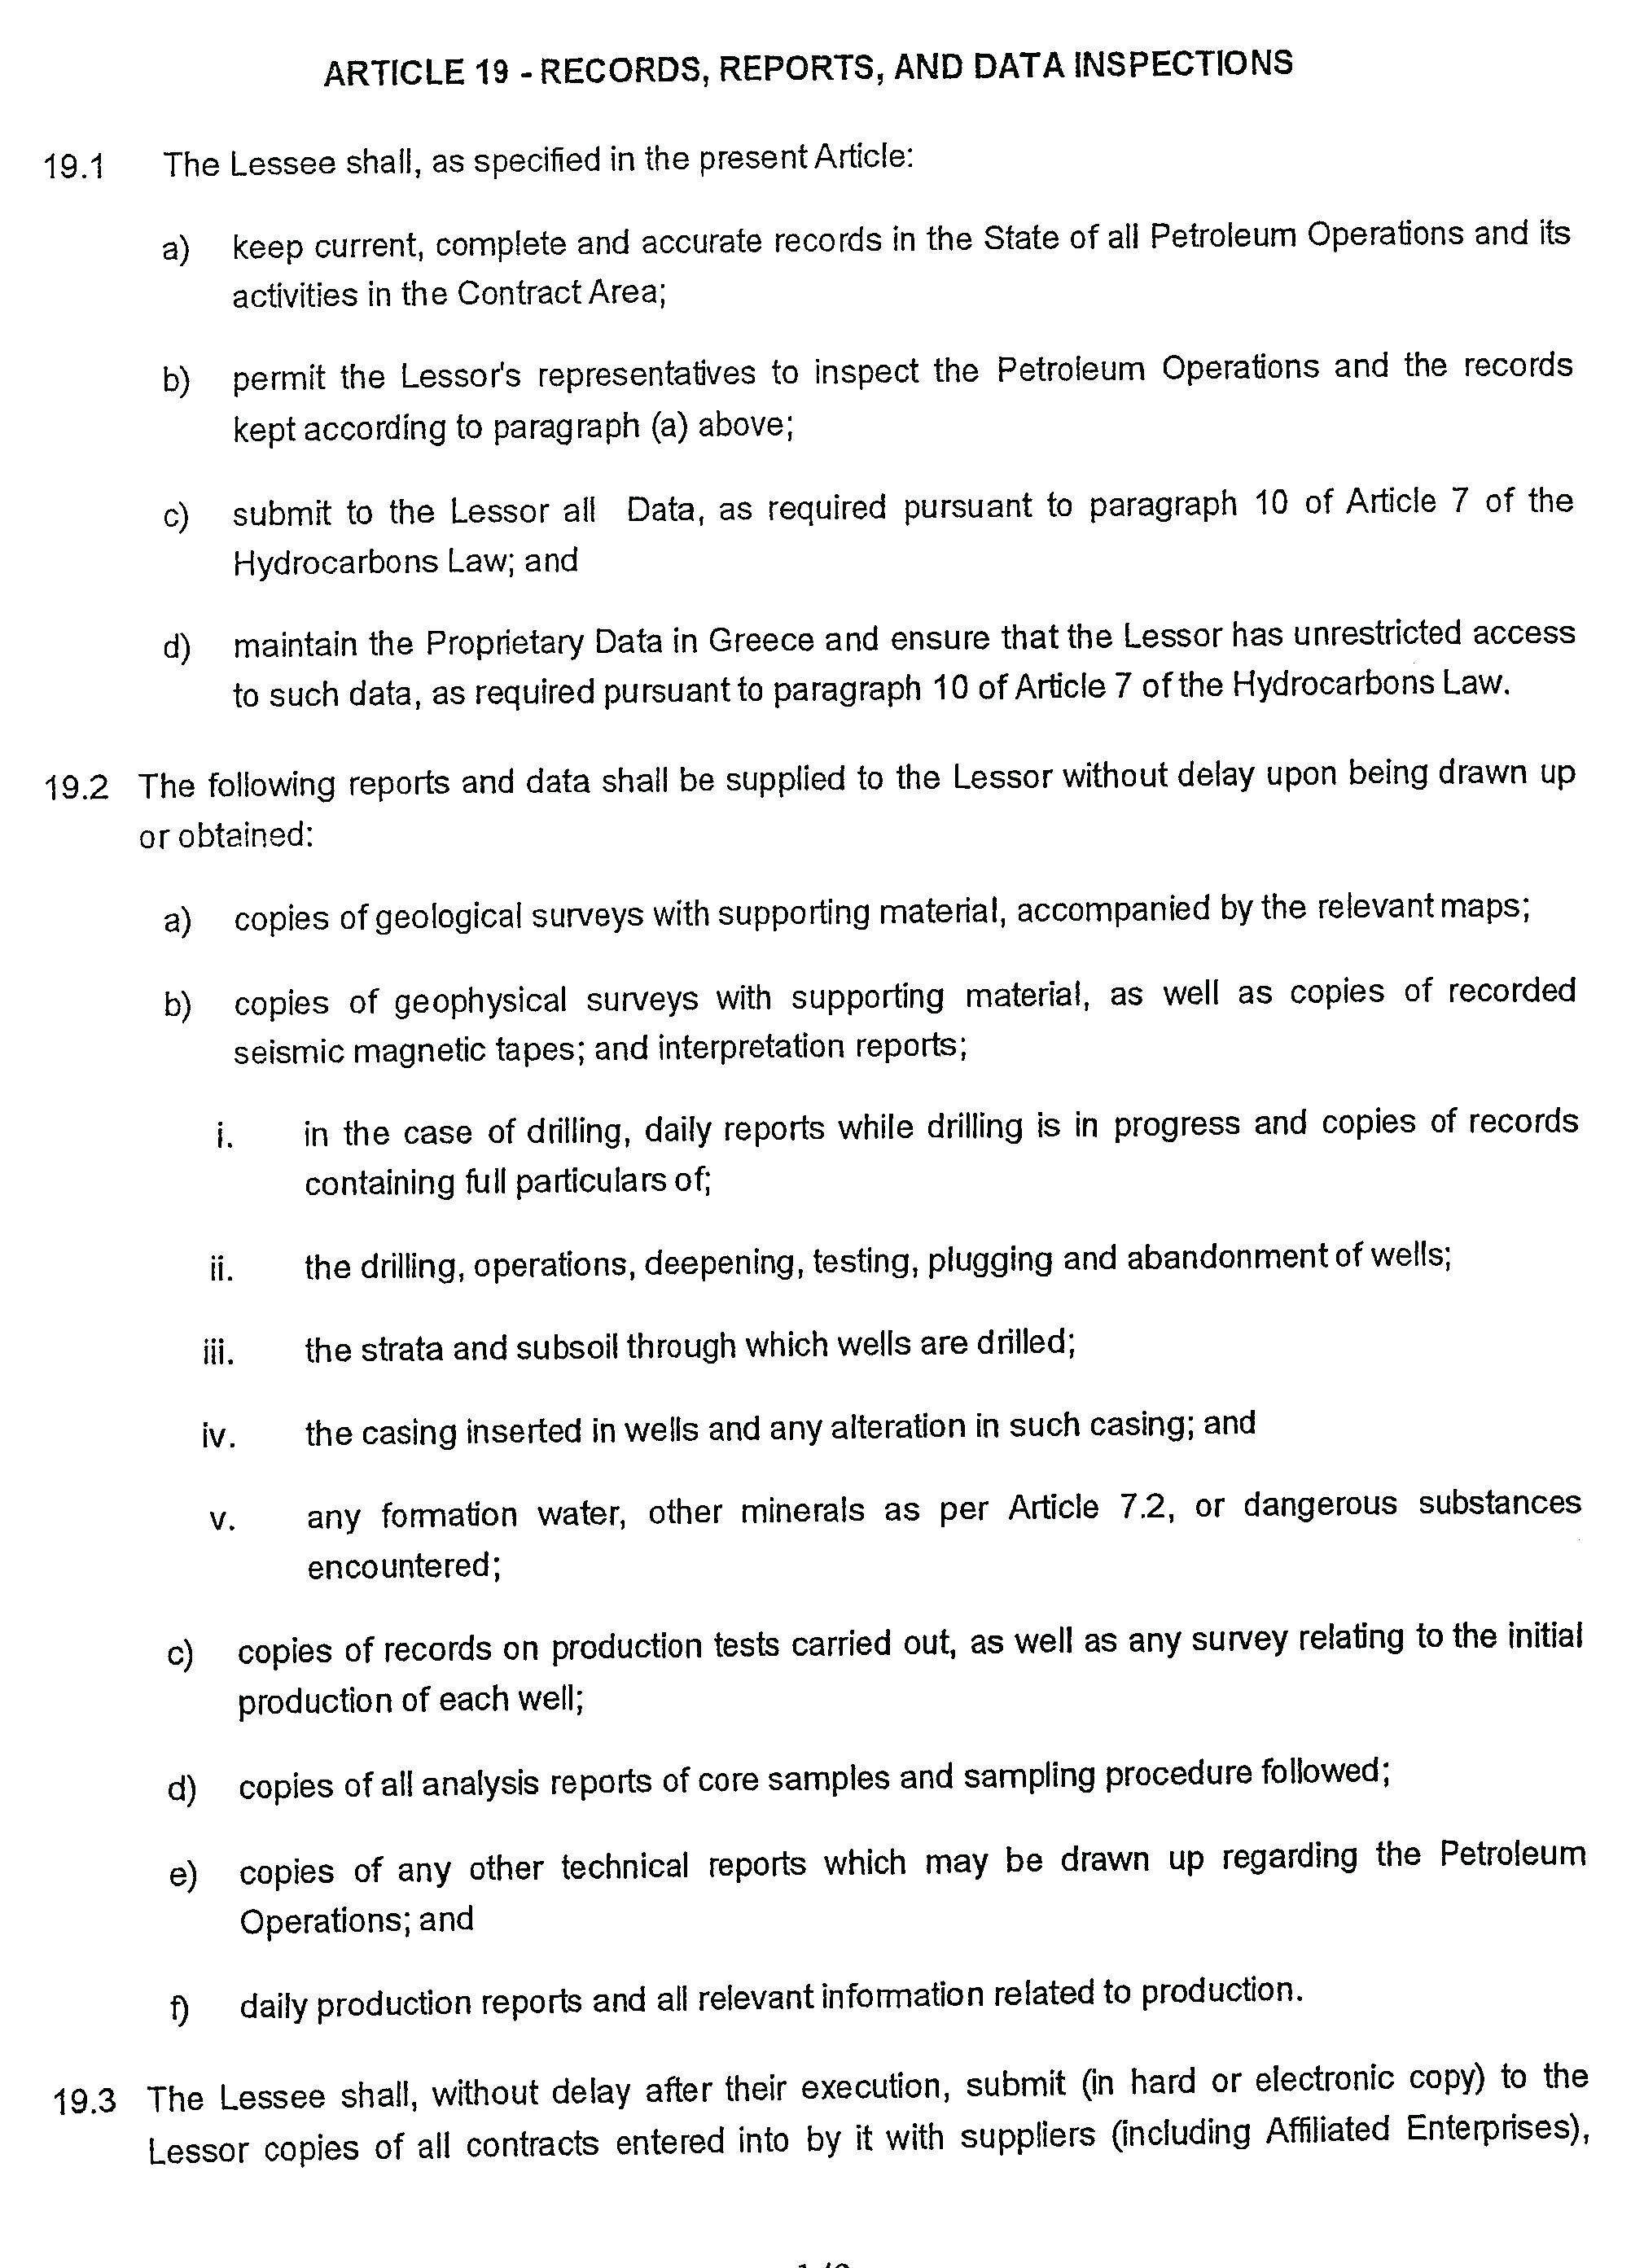 ARTICLE 19 - RECORDS, REPORTS, AND DATA INSPECTIONS
19.1 The Lessee shall, as specified in the present Article:
a) keep current, complete and accurate records in the State of all Petroleum Operations and its
activities in the Contract Area;
b) permit the Lessor's representatives to inspect the Petroleum Operations and the records
kept according to paragraph (a) above;
c) submit to the Lessor all Data, as required pursuant to paragraph 10 of Article 7 of the
Hydrocarbons Law; and
d) maintain the Proprietary Data in Greece and ensure that the Lessor has unrestricted access
to such data, as required pursuant to paragraph 10 of Article 7 of the Hydrocarbons Law.
19.2 The following reports and data shall be supplied to the Lessor without delay upon being drawn up
or obtained:
a) copies of geological surveys with supporting material, accompanied by the relevant maps;
b) copies of geophysical surveys with supporting material, as well as copies of recorded
seismic magnetic tapes; and interpretation reports;
i. in the case of drilling, daily reports while drilling is in progress and copies of records
containing full particulars of;
ii. the drilling, operations, deepening, testing, plugging and abandonment of wells;
iii. the strata and subsoil through which wells are drilled;
iv. the casing inserted in wells and any alteration in such casing; and
v. any formation water, other minerals as per Article 7.2, or dangerous substances
encountered;
c) copies of records on production tests carried out, as well as any survey relating to the initial
production of each well;
d) copies of all analysis reports of core samples and sampling procedure followed;
e) copies of any other technical reports which may be drawn up regarding the Petroleum
Operations; and
f) daily production reports and all relevant information related to production.
19.3 The Lessee shall, without delay after their execution, submit (in hard or electronic copy) to the
Lessor copies of all contracts entered into by it with suppliers (including Affiliated Enterprises),